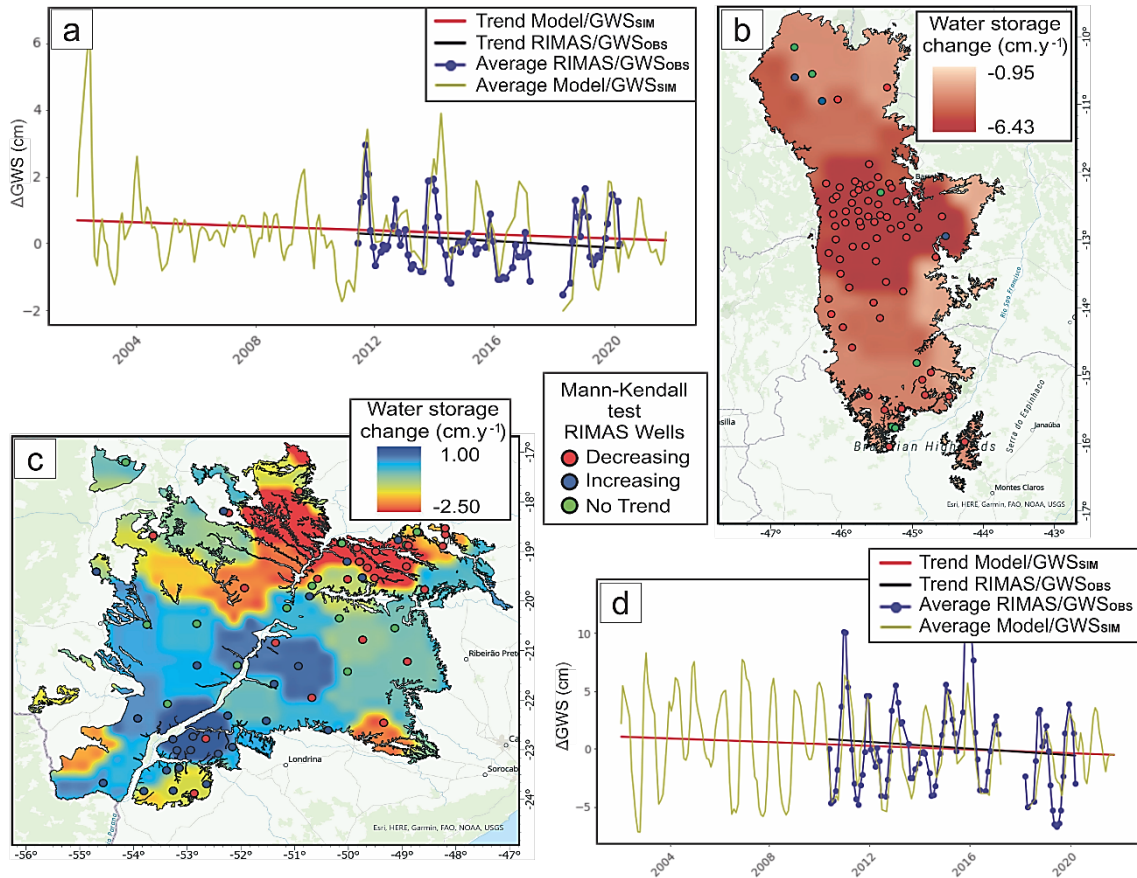 a
Trend Model/GWSSIM
Trend RIMAS/GWSOBS
Average RIMAS/GWSOBS
Average Model/GWSSIM
6
4
2
0
−2
ΔGWS (cm)
2004
2008
2012
2016
2020
b
Water storage
change (cm.y-1)
-0.95
-6.43
-10°
-11°
-12°
-13°
-14°
-15°
-16°
-17°
Rio São Francisco
Serra do Espinhaco
Brazilian Highlands
Janaúba
Montes Claros
Esri, HERE, Garmin, FAO, NOAA, USGS
-47°
-46°
-45°
-44°
-43°
Mann-Kendall
test
RIMAS Wells
Decreasing
Increasing
No Trend
c
Water storage
change (cm.y-1)
1.00
-2.50
-17°
-18°
-19°
-20°
-21°
-22°
-23°
-24°
Ribeirão Pret
Londrina
Ca
Sorocab
Esri, HERE, Garmin, FAO, NOAA, USGS
-56°
-55°
-54°
-53°
-52°
-51°
-50°
-49°
-48°
-47°
d
Trend Model/GWSSIM
Trend RIMAS/GWSOBS
Average RIMAS/GWSOBS
Average Model/GWSSIM
10
5
0
−5
ΔGWS (cm)
2004
2008
2012
2016
2020